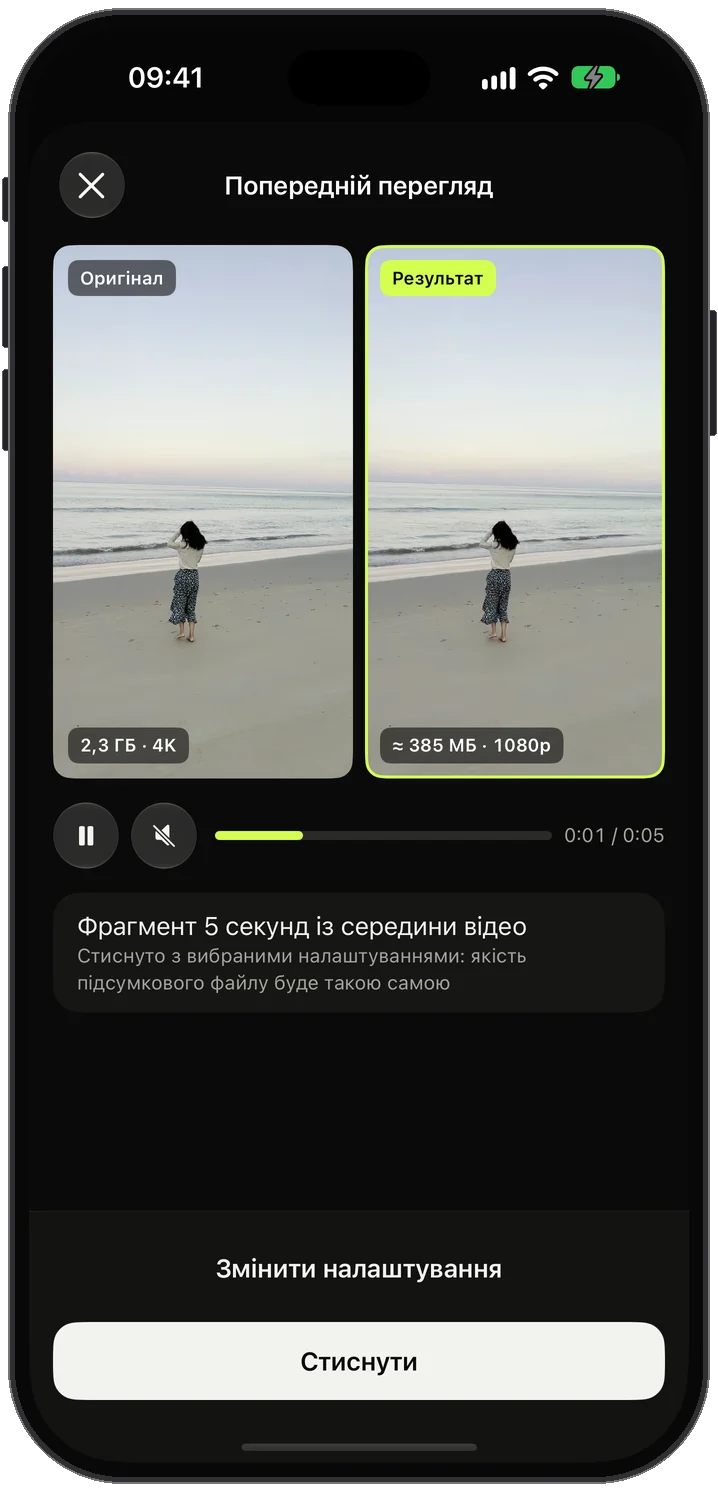 09:41
Попередній перегляд
Оригінал
Результат
2,3 ГБ · 4K
≈ 385 МБ · 1080p
0:01 / 0:05
Фрагмент 5 секунд із середини відео
Стиснуто з вибраними налаштуваннями: якість
підсумкового файлу буде такою самою
Змінити налаштування
Стиснути